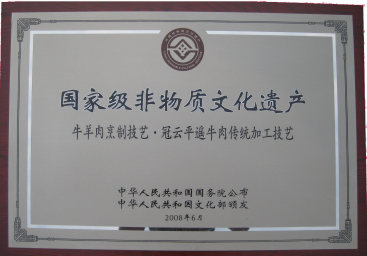 国家级非物质文化遗产
牛羊肉烹制技艺·冠云平遥牛肉传统加工技艺
中华人民共和国国务院公布
中华人民共和国文化部颁发
2008年6月